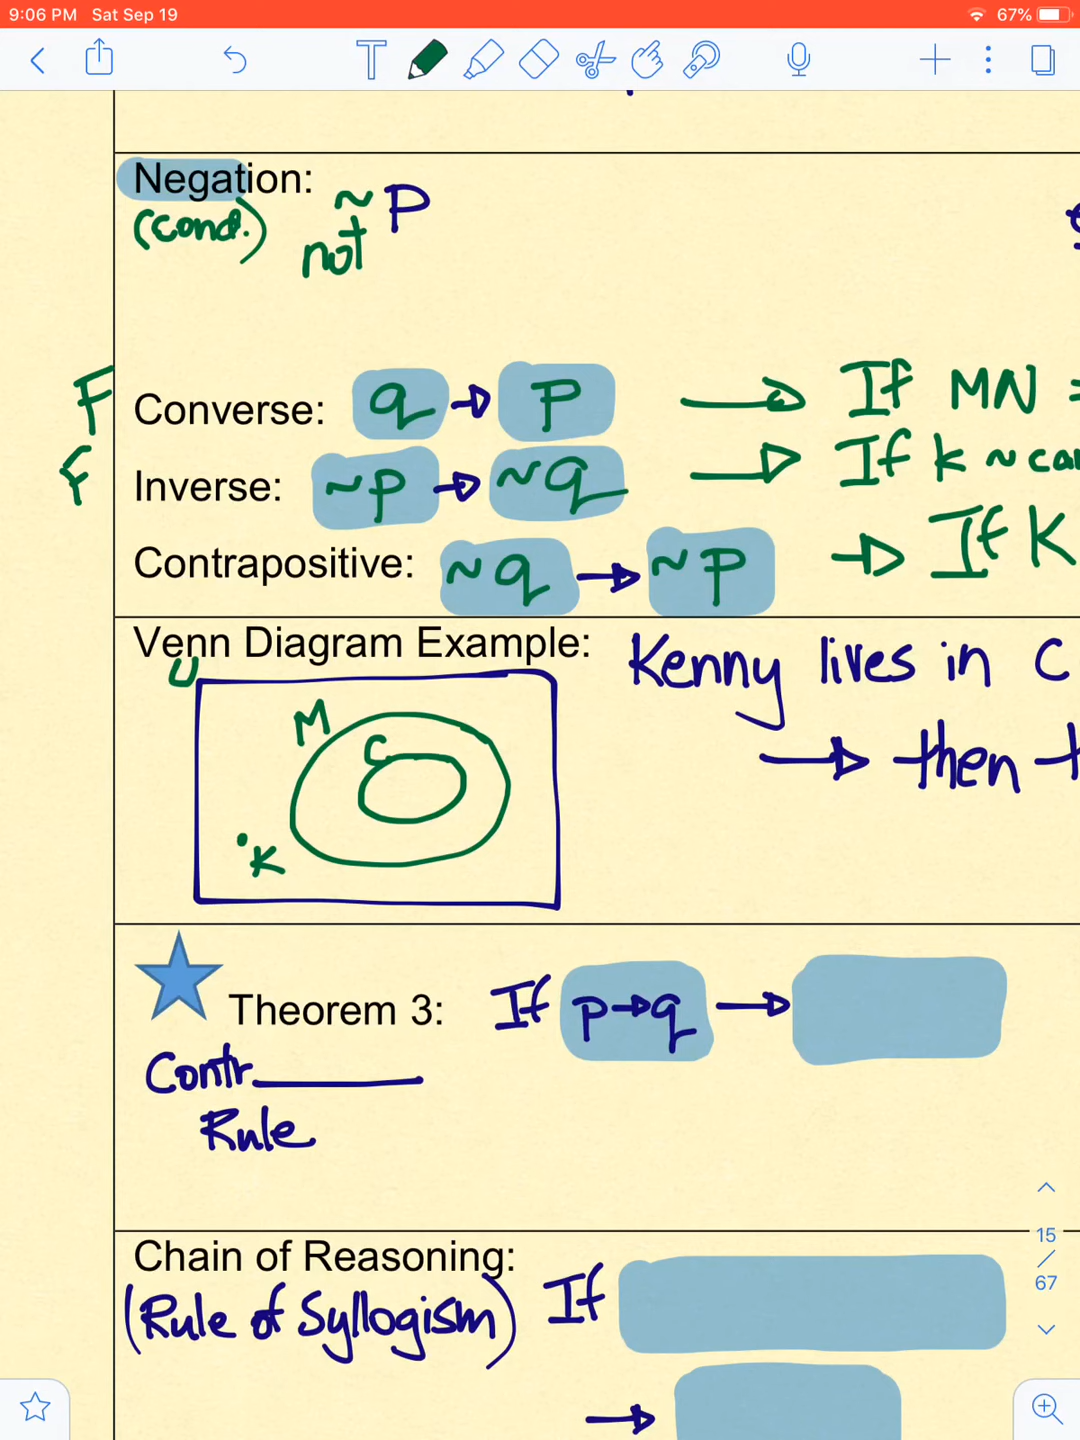 9:06 PM Sat Sep 19 67%
T
Negation:
~ P
(cond.) not
F Converse: q → p → If MN =
F Inverse: ~p → ~q → If k ~
Contrapositive: ~q → ~p → If K
Venn Diagram Example: Kenny lives in C
U
→ then
M
C
K
Theorem 3: If p→q →
Contr________
Rule
15
/
67
Chain of Reasoning:
(Rule of Syllogism) If
→